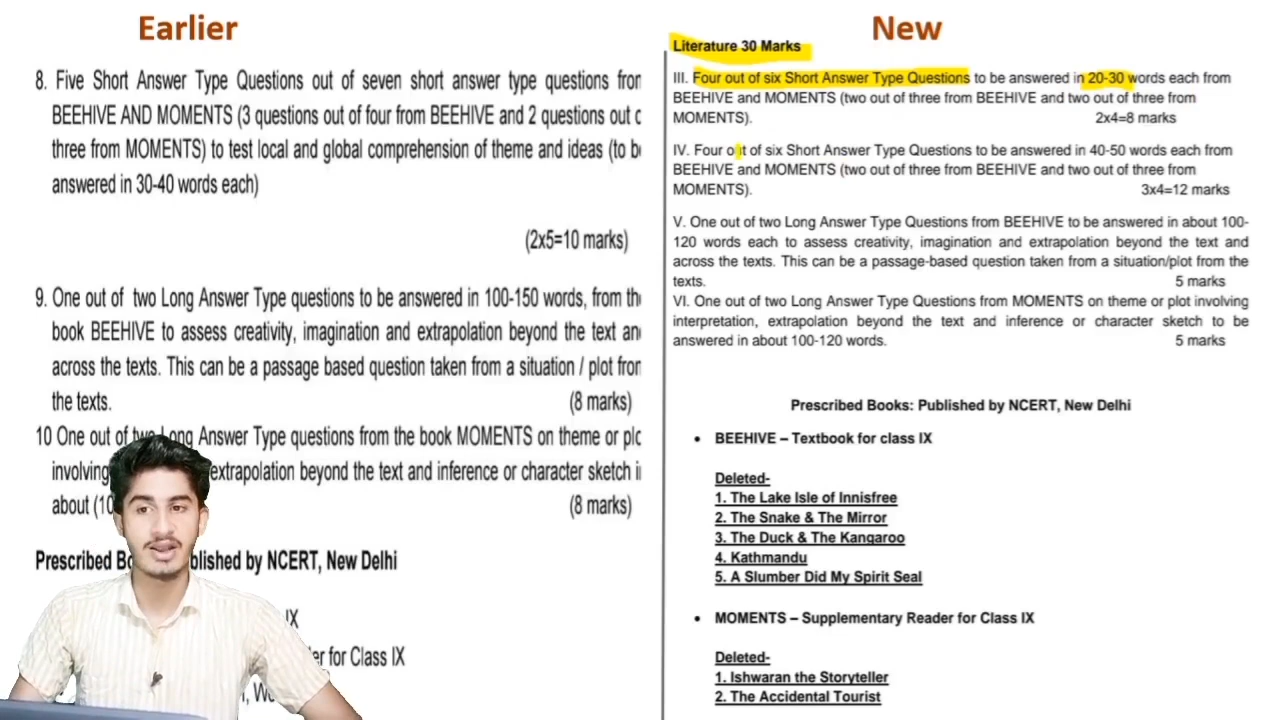 Earlier
8. Five Short Answer Type Questions out of seven short answer type questions
BEEHIVE AND MOMENTS (3 questions out of four from BEEHIVE and 2 questions out
three from MOMENTS) to test local and global comprehension of theme and ideas (to
answered in 30-40 words each)
(2x5=10 marks)
9. One out of two Long Answer Type questions to be answered in 100-150 words, from
book BEEHIVE to assess creativity, imagination and extrapolation beyond the text
across the texts. This can be a passage based question taken from a situation / plot
the texts. (8 marks)
10 One out of two Long Answer Type questions from the book MOMENTS on theme or
involving extrapolation beyond the text and inference or character sketch
about (8 marks)
Prescribed by NCERT, New Delhi
IX
for Class IX
New
Literature 30 Marks
III. Four out of six Short Answer Type Questions to be answered in 20-30 words each from
BEEHIVE and MOMENTS (two out of three from BEEHIVE and two out of three from
MOMENTS). 2x4=8 marks
IV. Four out of six Short Answer Type Questions to be answered in 40-50 words each from
BEEHIVE and MOMENTS (two out of three from BEEHIVE and two out of three from
MOMENTS). 3x4=12 marks
V. One out of two Long Answer Type Questions from BEEHIVE to be answered in about 100-
120 words each to assess creativity, imagination and extrapolation beyond the text and
across the texts. This can be a passage-based question taken from a situation/plot from the
texts. 5 marks
VI. One out of two Long Answer Type Questions from MOMENTS on theme or plot involving
interpretation, extrapolation beyond the text and inference or character sketch to be
answered in about 100-120 words. 5 marks
Prescribed Books: Published by NCERT, New Delhi
• BEEHIVE – Textbook for class IX
Deleted-
1. The Lake Isle of Innisfree
2. The Snake & The Mirror
3. The Duck & The Kangaroo
4. Kathmandu
5. A Slumber Did My Spirit Seal
• MOMENTS – Supplementary Reader for Class IX
Deleted-
1. Ishwaran the Storyteller
2. The Accidental Tourist